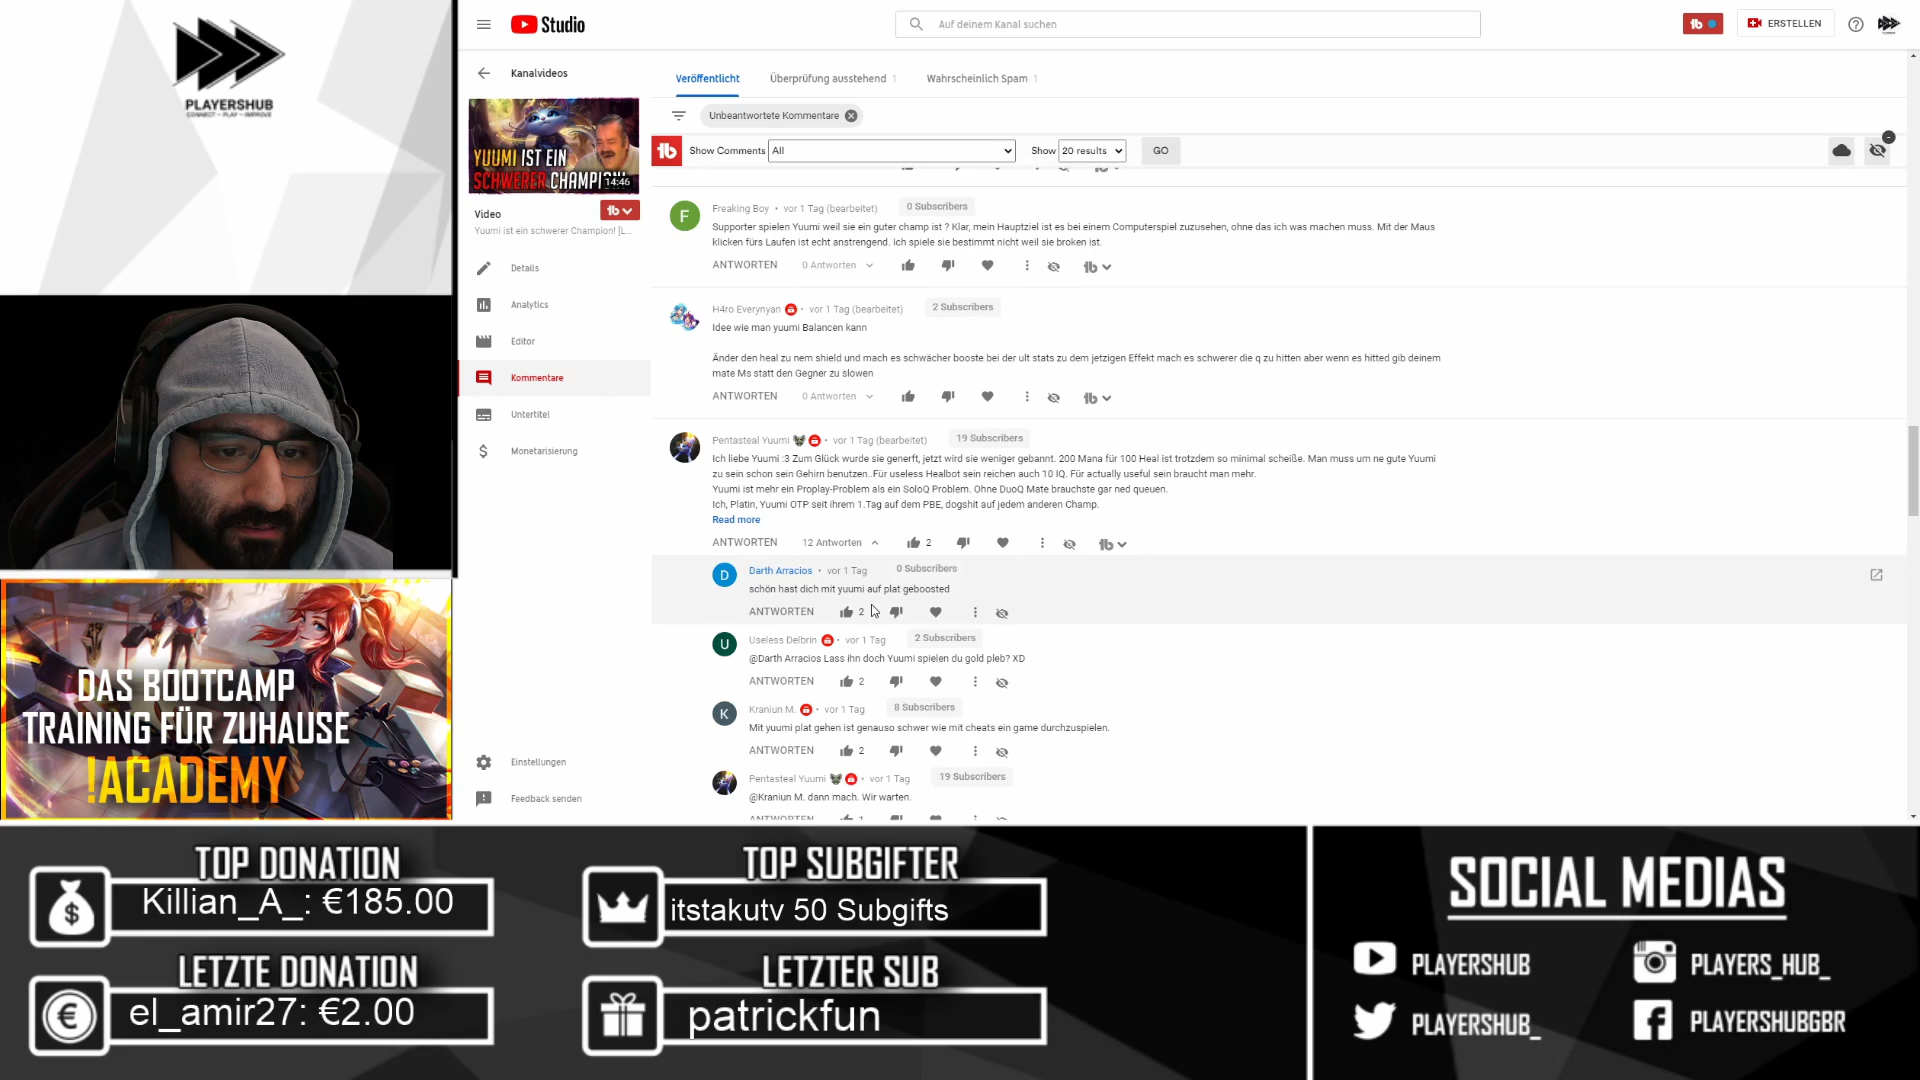 PLAYERSHUB
CONNECT - PLAY - IMPROVE
Studio
Auf deinem Kanal suchen
ERSTELLEN
Kanalvideos
YUUMI IST EIN
SCHWERER CHAMPION!
14:46
Video
Yuumi ist ein schwerer Champion! [L...
Details
Analytics
Editor
Kommentare
Untertitel
Monetarisierung
Einstellungen
Feedback senden
Veröffentlicht
Überprüfung ausstehend 1
Wahrscheinlich Spam 1
Unbeantwortete Kommentare
Show Comments All Show 20 results GO
Freaking Boy • vor 1 Tag (bearbeitet) 0 Subscribers
Supporter spielen Yuumi weil sie ein guter champ ist ? Klar, mein Hauptziel ist es bei einem Computerspiel zuzusehen, ohne das ich was machen muss. Mit der Maus
klicken fürs Laufen ist echt anstrengend. Ich spiele sie bestimmt nicht weil sie broken ist.
ANTWORTEN 0 Antworten
H4ro Everynyan • vor 1 Tag (bearbeitet) 2 Subscribers
Idee wie man yuumi Balancen kann
Änder den heal zu nem shield und mach es schwächer booste bei der ult stats zu dem jetzigen Effekt mach es schwerer die q zu hitten aber wenn es hitted gib deinem
mate Ms statt den Gegner zu slowen
ANTWORTEN 0 Antworten
Pentasteal Yuumi • vor 1 Tag (bearbeitet) 19 Subscribers
Ich liebe Yuumi :3 Zum Glück wurde sie generft, jetzt wird sie weniger gebannt. 200 Mana für 100 Heal ist trotzdem so minimal scheiße. Man muss um ne gute Yuumi
zu sein schon sein Gehirn benutzen..Für useless Healbot sein reichen auch 10 IQ. Für actually useful sein braucht man mehr.
Yuumi ist mehr ein Proplay-Problem als ein SoloQ Problem. Ohne DuoQ Mate brauchste gar ned queuen.
Ich, Platin, Yuumi OTP seit ihrem 1.Tag auf dem PBE, dogshit auf jedem anderen Champ.
Read more
ANTWORTEN 12 Antworten 2
D Darth Arracios • vor 1 Tag 0 Subscribers
schön hast dich mit yuumi auf plat geboosted
ANTWORTEN 2
U Useless Delbrin • vor 1 Tag 2 Subscribers
@Darth Arracios Lass ihn doch Yuumi spielen du gold pleb? XD
ANTWORTEN 2
K Kraniun M. • vor 1 Tag 8 Subscribers
Mit yuumi plat gehen ist genauso schwer wie mit cheats ein game durchzuspielen.
ANTWORTEN 2
Pentasteal Yuumi • vor 1 Tag 19 Subscribers
@Kraniun M. dann mach. Wir warten.
ANTWORTEN 1
DAS BOOTCAMP
TRAINING FÜR ZUHAUSE
!ACADEMY
TOP DONATION
Killian_A_: €185.00
LETZTE DONATION
el_amir27: €2.00
TOP SUBGIFTER
itstakutv 50 Subgifts
LETZTER SUB
patrickfun
SOCIAL MEDIAS
PLAYERSHUB
PLAYERS_HUB_
PLAYERSHUB_
PLAYERSHUBGBR